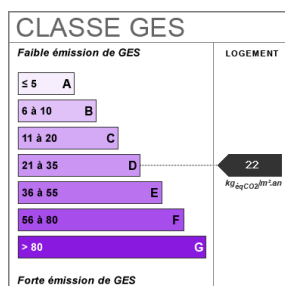 CLASSE GES
Faible émission de GES
LOGEMENT
≤ 5 A
6 à 10 B
11 à 20 C
21 à 35 D
22
kgéqCO2/m².an
36 à 55 E
56 à 80 F
> 80 G
Forte émission de GES